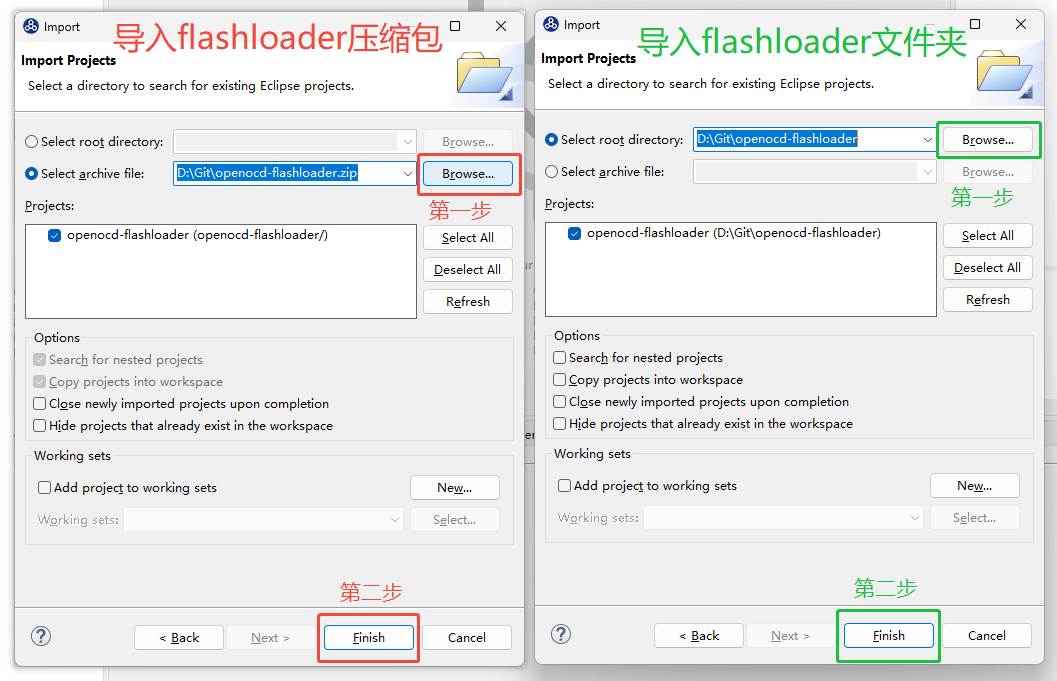 Import
导入flashloader压缩包
Import Projects
Select a directory to search for existing Eclipse projects.
Select root directory:
Browse...
Select archive file:
D:\Git\openocd-flashloader.zip
Browse...
第一步
Projects:
openocd-flashloader (openocd-flashloader/)
Select All
Deselect All
Refresh
Options
Search for nested projects
Copy projects into workspace
Close newly imported projects upon completion
Hide projects that already exist in the workspace
Working sets
Add project to working sets
New...
Working sets:
Select...
第二步
?
< Back
Next >
Finish
Cancel
Import
导入flashloader文件夹
Import Projects
Select a directory to search for existing Eclipse projects.
Select root directory:
D:\Git\openocd-flashloader
Browse...
Select archive file:
Browse...
第一步
Projects:
openocd-flashloader (D:\Git\openocd-flashloader)
Select All
Deselect All
Refresh
Options
Search for nested projects
Copy projects into workspace
Close newly imported projects upon completion
Hide projects that already exist in the workspace
Working sets
Add project to working sets
New...
Working sets:
Select...
第二步
?
< Back
Next >
Finish
Cancel